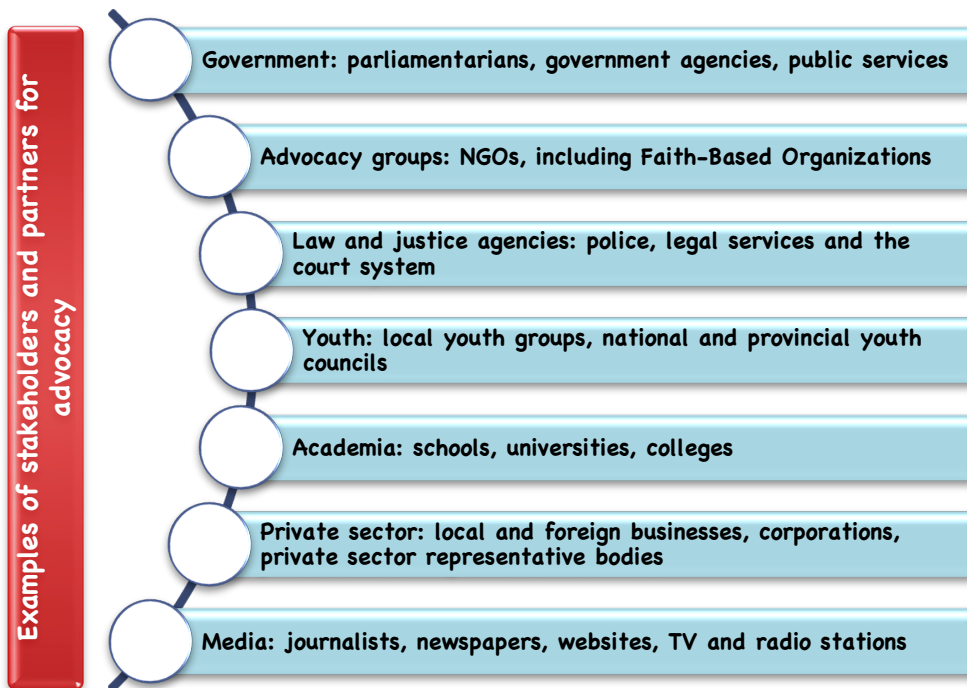 Examples of stakeholders and partners for
advocacy
Government: parliamentarians, government agencies, public services
Advocacy groups: NGOs, including Faith-Based Organizations
Law and justice agencies: police, legal services and the
court system
Youth: local youth groups, national and provincial youth
councils
Academia: schools, universities, colleges
Private sector: local and foreign businesses, corporations,
private sector representative bodies
Media: journalists, newspapers, websites, TV and radio stations